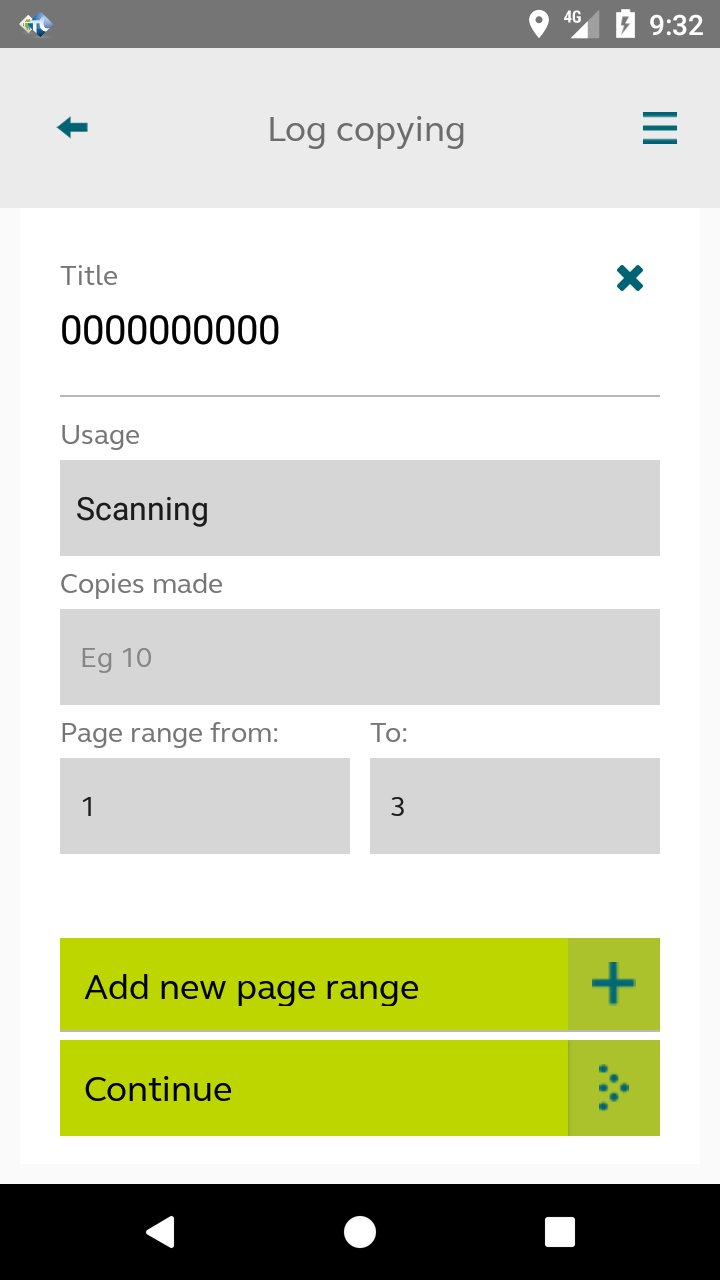 4G 9:32
Log copying
Title
0000000000
Usage
Scanning
Copies made
Eg 10
Page range from: To:
1 3
Add new page range
Continue